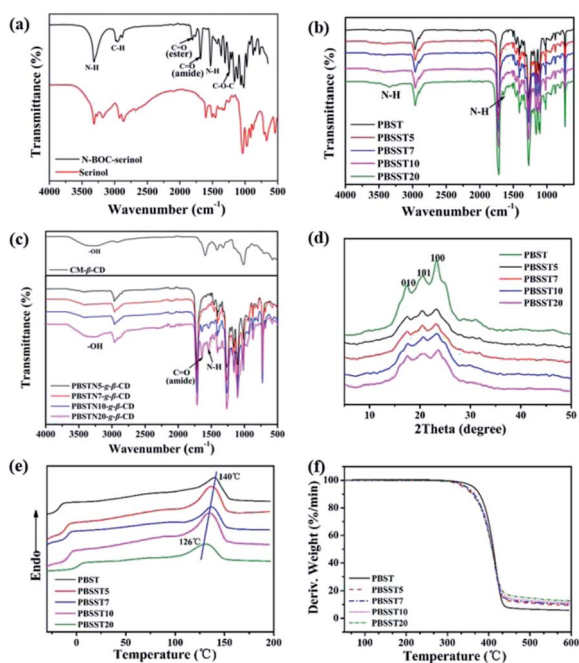 (a)
Transmittance (%)
N-H
C-H
C=O
(ester)
C=O
(amide)
N-H
C-O-C
N-BOC-serinol
Serinol
4000 3500 3000 2500 2000 1500 1000 500
Wavenumber (cm-1)
(b)
Transmittance (%)
N-H
N-H
PBST
PBSST5
PBSST7
PBSST10
PBSST20
4000 3500 3000 2500 2000 1500 1000
Wavenumber (cm-1)
(c)
Transmittance (%)
-OH
CM-β-CD
-OH
C=O
(amide)
N-H
PBSTN5-g-β-CD
PBSTN7-g-β-CD
PBSTN10-g-β-CD
PBSTN20-g-β-CD
4000 3500 3000 2500 2000 1500 1000 500
Wavenumber (cm-1)
(d)
010
101
100
PBST
PBSST5
PBSST7
PBSST10
PBSST20
10 20 30 40 50
2Theta (degree)
(e)
Endo
140℃
126℃
PBST
PBSST5
PBSST7
PBSST10
PBSST20
0 50 100 150 200
Temperature (℃)
(f)
Deriv. Weight (%/min)
100
80
60
40
20
0
PBST
PBSST5
PBSST7
PBSST10
PBSST20
100 200 300 400 500 600
Temperature (℃)